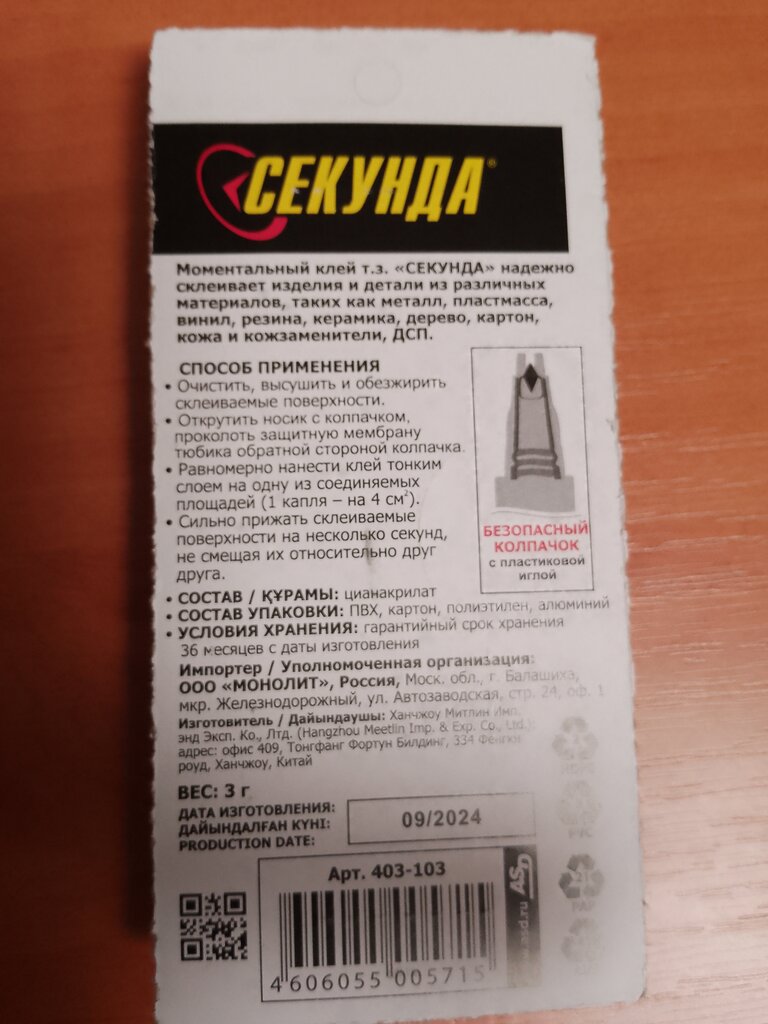 СЕКУНДА®
Моментальный клей т.з. «СЕКУНДА» надежно
склеивает изделия и детали из различных
материалов, таких как металл, пластмасса,
винил, резина, керамика, дерево, картон,
кожа и кожзаменители, ДСП.
СПОСОБ ПРИМЕНЕНИЯ
• Очистить, высушить и обезжирить
склеиваемые поверхности.
• Открутить носик с колпачком,
проколоть защитную мембрану
тюбика обратной стороной колпачка.
• Равномерно нанести клей тонким
слоем на одну из соединяемых
площадей (1 капля – на 4 см²).
• Сильно прижать склеиваемые
поверхности на несколько секунд,
не смещая их относительно друг
друга.
БЕЗОПАСНЫЙ
КОЛПАЧОК
с пластиковой
иглой
• СОСТАВ / ҚҰРАМЫ: цианакрилат
• СОСТАВ УПАКОВКИ: ПВХ, картон, полиэтилен, алюминий
• УСЛОВИЯ ХРАНЕНИЯ: гарантийный срок хранения
36 месяцев с даты изготовления
Импортер / Уполномоченная организация:
ООО «МОНОЛИТ», Россия, Моск. обл., г. Балашиха,
мкр. Железнодорожный, ул. Автозаводская, стр. 24, оф. 1
Изготовитель / Дайындаушы: Ханчжоу Митлин Имп.
энд Эксп. Ко., Лтд. (Hangzhou Meetlin Imp. & Exp. Co., Ltd.);
адрес: офис 409, Тонгфанг Фортун Билдинг, 334 Фенгки
роуд, Ханчжоу, Китай
ВЕС: 3 г
ДАТА ИЗГОТОВЛЕНИЯ:
ДАЙЫНДАЛҒАН КҮНІ:
PRODUCTION DATE:
09/2024
Арт. 403-103
4 606055 005715
www.asd.ru ASD
PVC
21
PAP